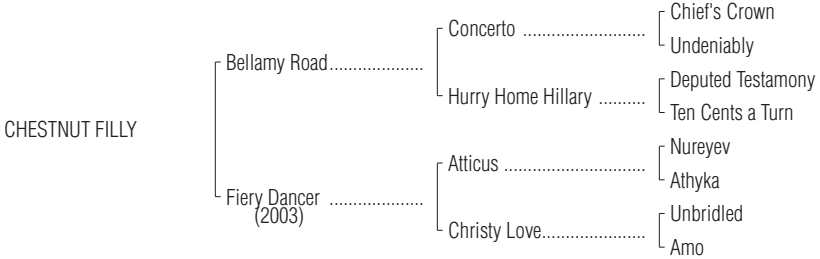 Chief's Crown
Concerto ..........................
Undeniably
Bellamy Road....................
Deputed Testamony
Hurry Home Hillary ..........
Ten Cents a Turn
CHESTNUT FILLY
Nureyev
Atticus ..............................
Athyka
Fiery Dancer ....................
(2003)
Unbridled
Christy Love......................
Amo